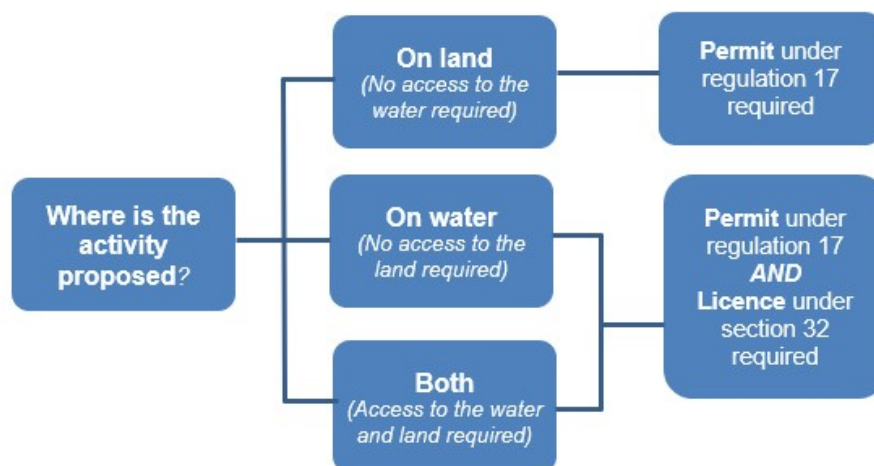 On land
(No access to the
water required)
Permit under
regulation 17
required
Where is the
activity
proposed?
On water
(No access to the
land required)
Permit under
regulation 17
AND
Licence under
section 32
required
Both
(Access to the water
and land required)